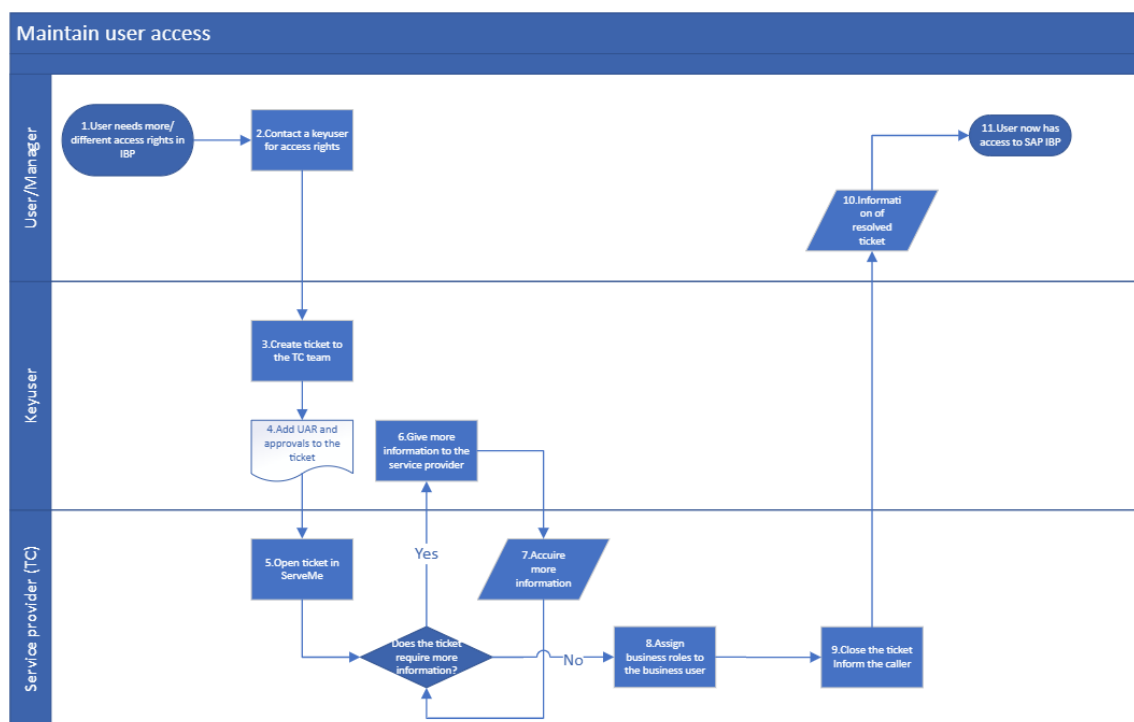 Maintain user access
User/Manager
1.User needs more/
different access rights in
IBP
2.Contact a keyuser
for access rights
11.User now has
access to SAP IBP
10.Informati
on of
resolved
ticket
Keyuser
3.Create ticket to
the TC team
4.Add UAR and
approvals to the
ticket
6.Give more
information to the
service provider
Service provider (TC)
5.Open ticket in
ServeMe
Yes
7.Accuire
more
information
Does the ticket
require more
information?
No
8.Assign
business roles to
the business user
9.Close the ticket
Inform the caller